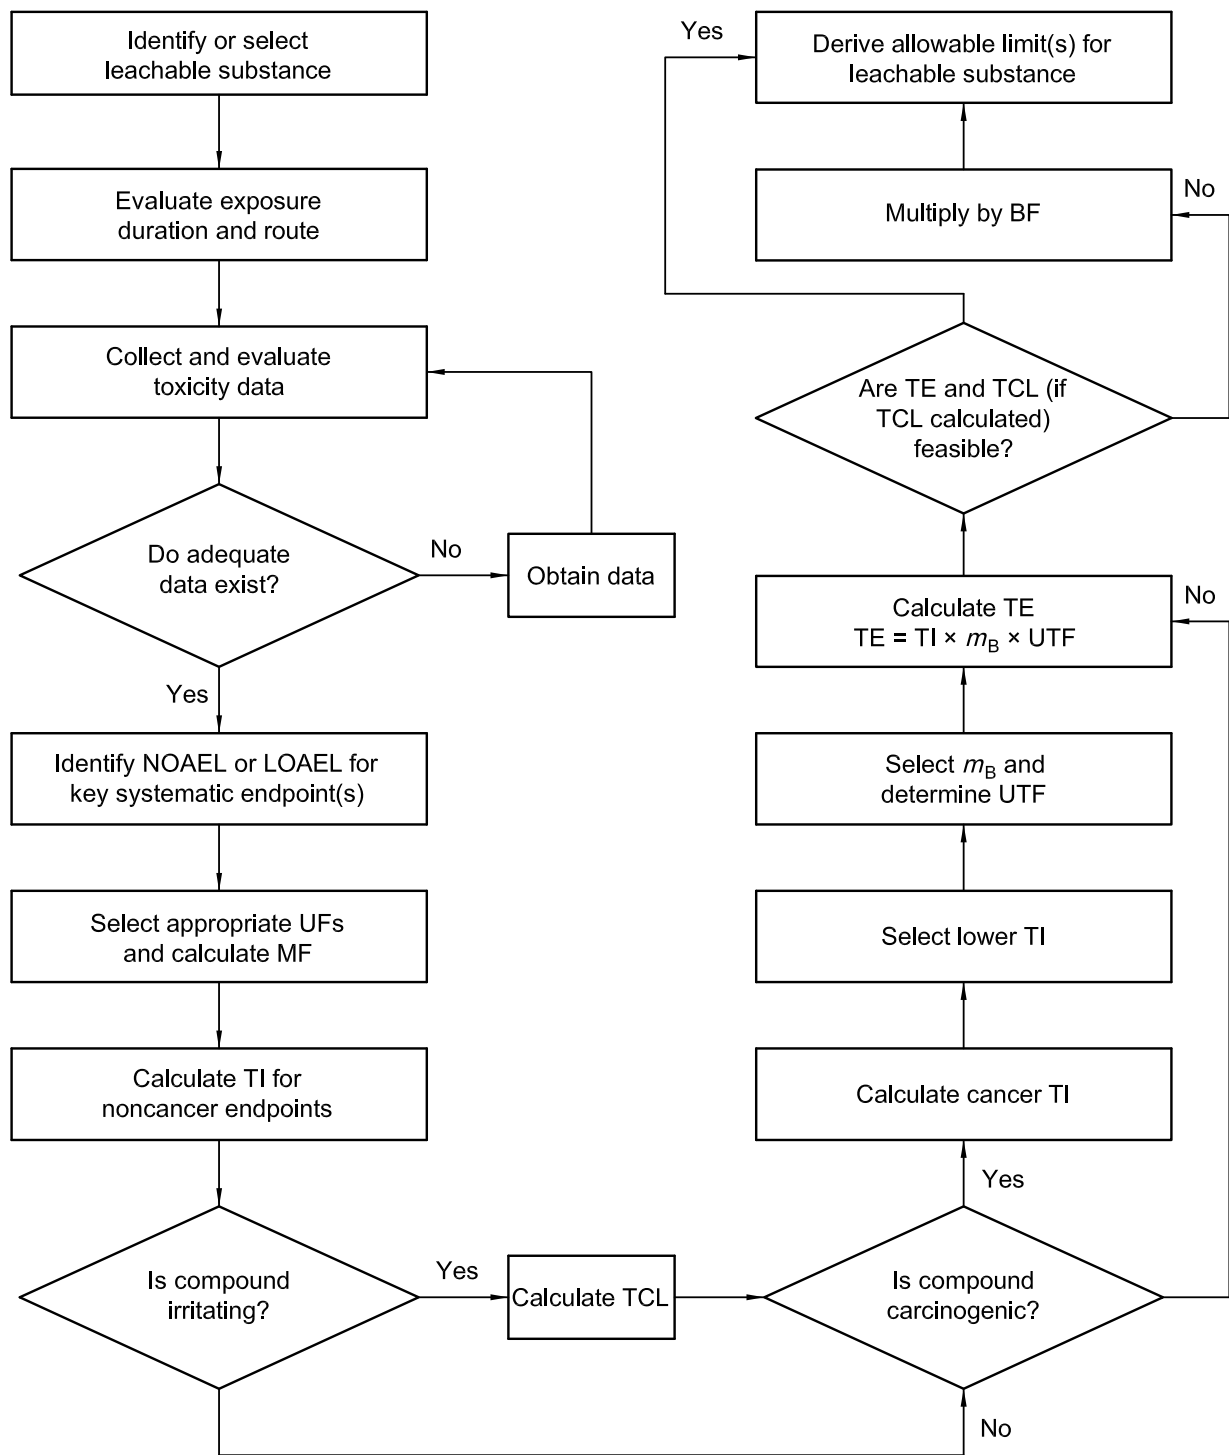 Identify or select
leachable substance
Evaluate exposure
duration and route
Collect and evaluate
toxicity data
Do adequate
data exist?
No
Obtain data
Yes
Identify NOAEL or LOAEL for
key systematic endpoint(s)
Select appropriate UFs
and calculate MF
Calculate TI for
noncancer endpoints
Is compound
irritating?
Yes
Calculate TCL
No
Is compound
carcinogenic?
Yes
Calculate cancer TI
Select lower TI
Select mB and
determine UTF
Calculate TE
TE = TI × mB × UTF
No
Are TE and TCL (if
TCL calculated)
feasible?
No
Multiply by BF
Yes
Derive allowable limit(s) for
leachable substance